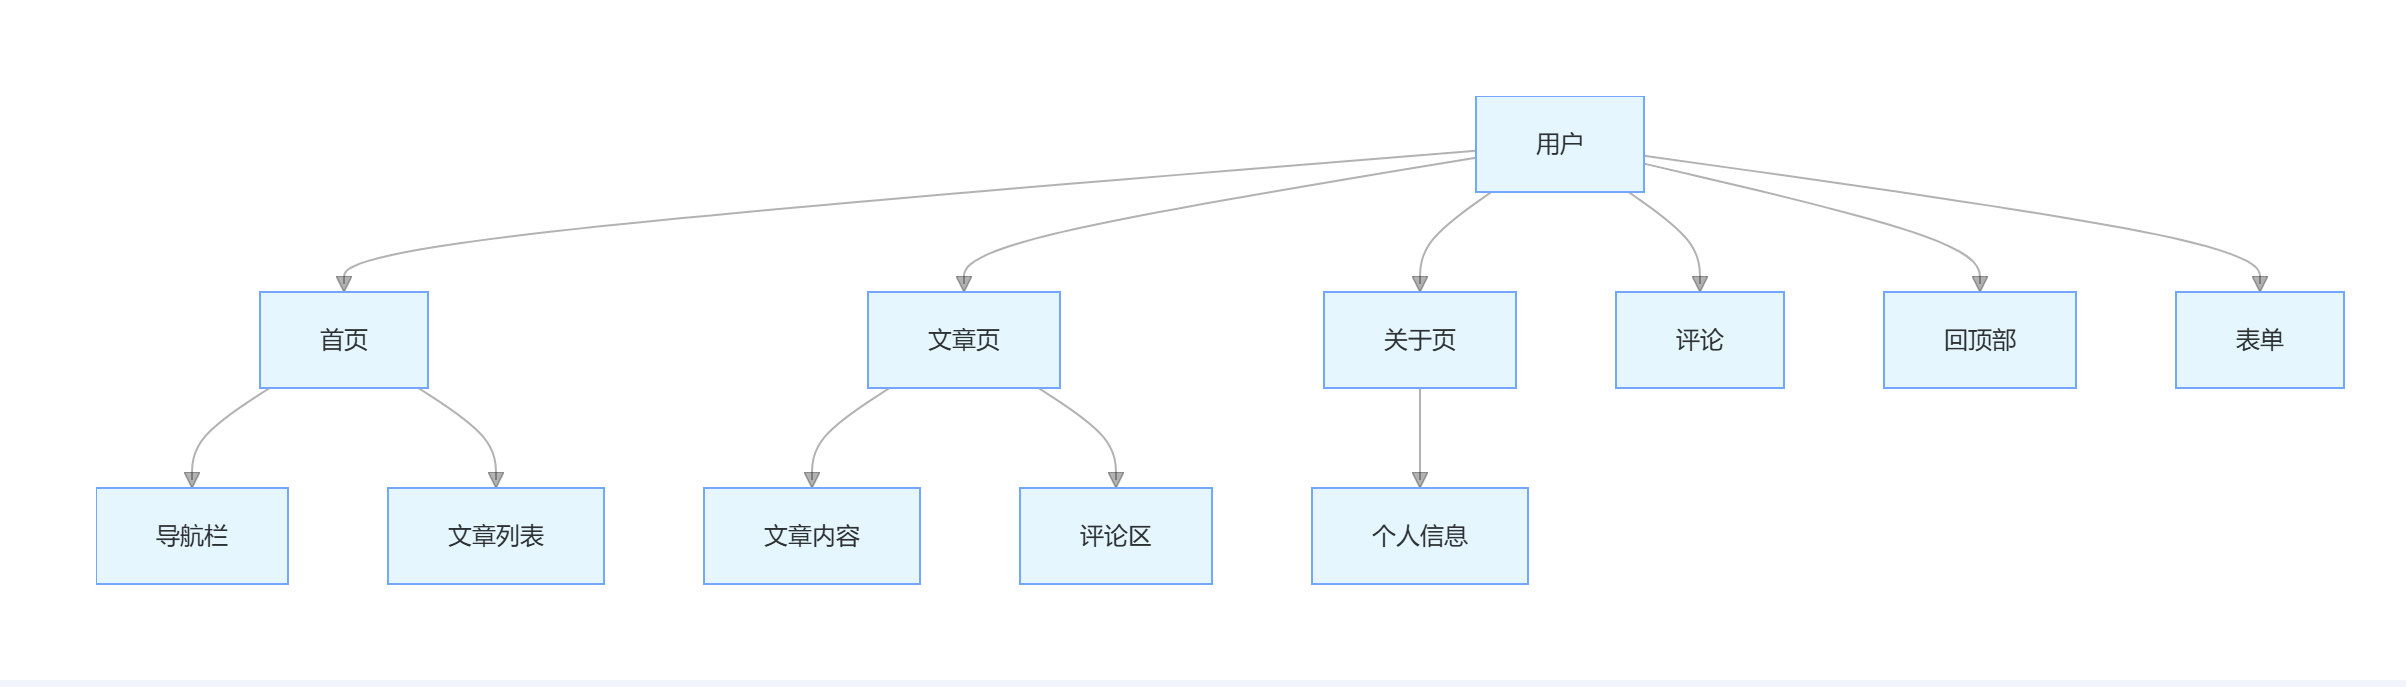 用户
首页
文章页
关于页
评论
回顶部
表单
导航栏
文章列表
文章内容
评论区
个人信息